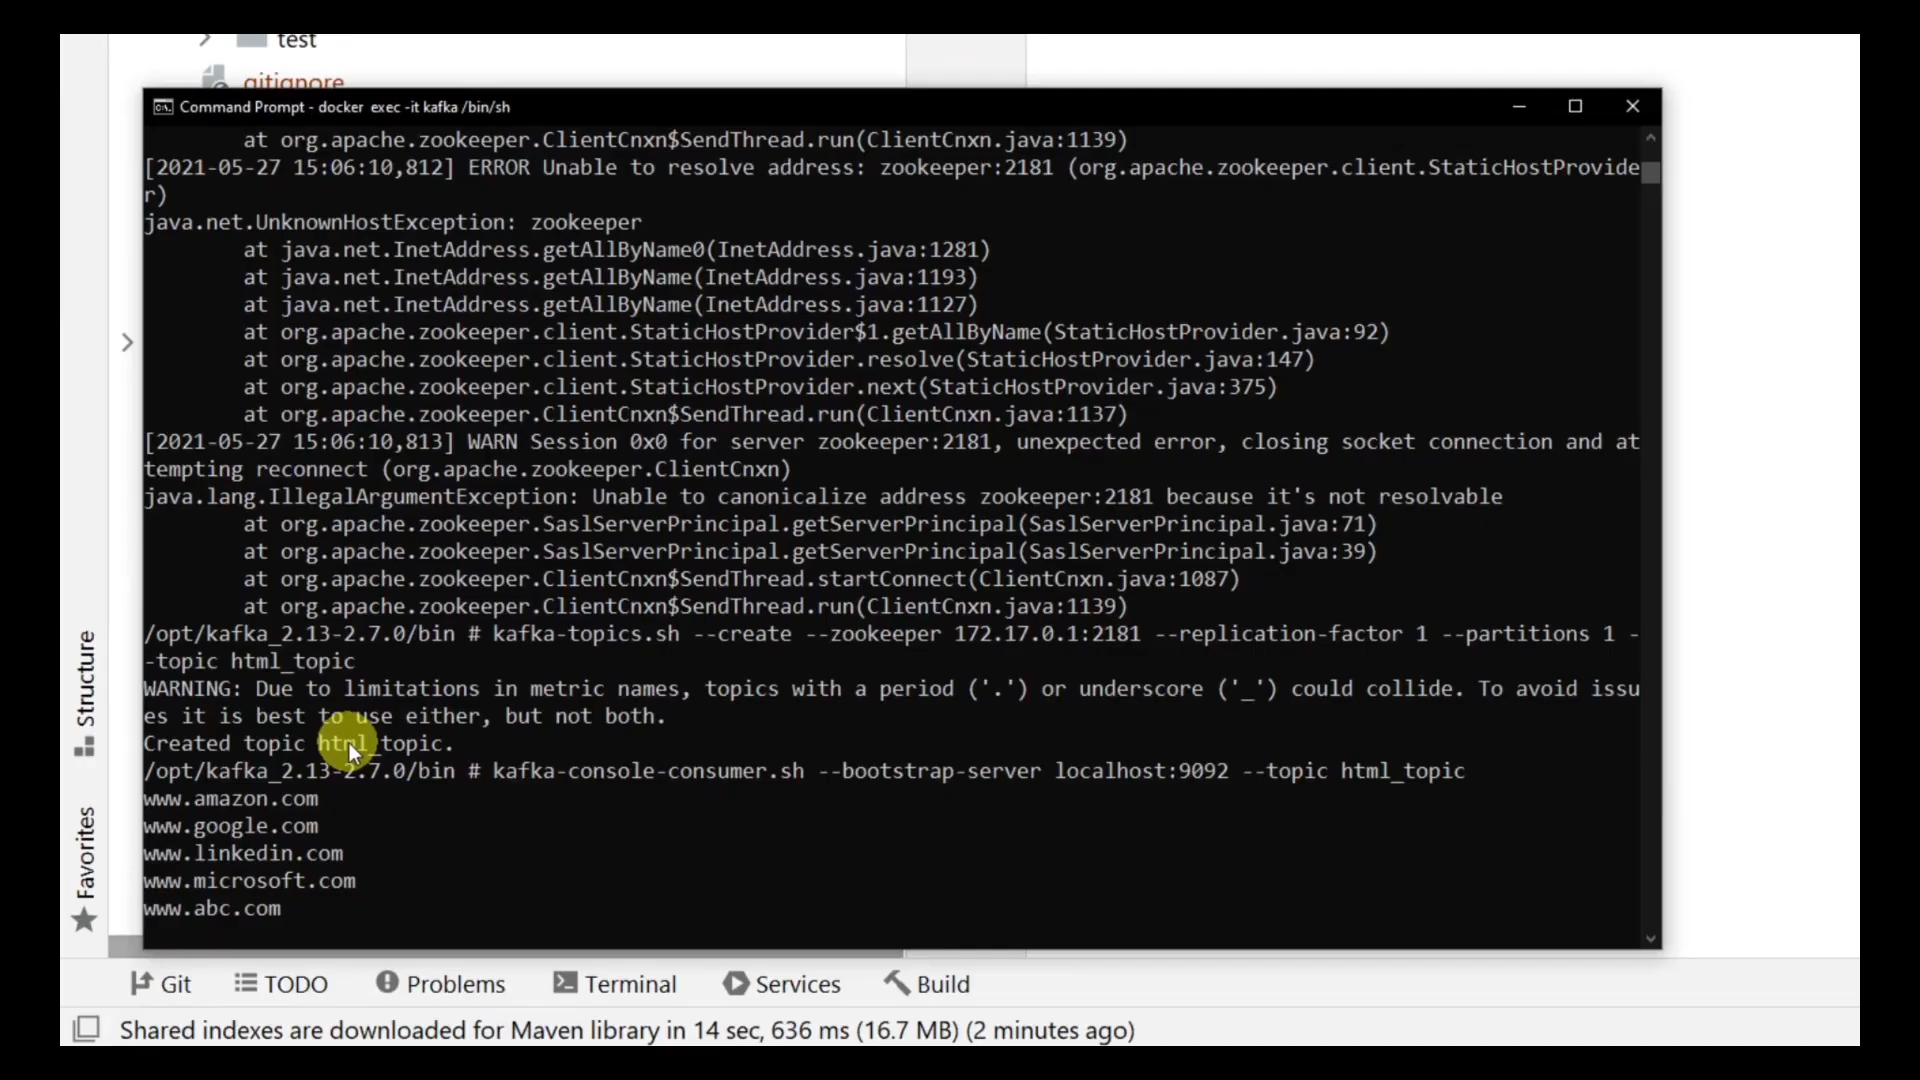 test
.gitignore
Command Prompt - docker exec -it kafka /bin/sh
at org.apache.zookeeper.ClientCnxn$SendThread.run(ClientCnxn.java:1139)
[2021-05-27 15:06:10,812] ERROR Unable to resolve address: zookeeper:2181 (org.apache.zookeeper.client.StaticHostProvide
r)
java.net.UnknownHostException: zookeeper
at java.net.InetAddress.getAllByName0(InetAddress.java:1281)
at java.net.InetAddress.getAllByName(InetAddress.java:1193)
at java.net.InetAddress.getAllByName(InetAddress.java:1127)
at org.apache.zookeeper.client.StaticHostProvider$1.getAllByName(StaticHostProvider.java:92)
at org.apache.zookeeper.client.StaticHostProvider.resolve(StaticHostProvider.java:147)
at org.apache.zookeeper.client.StaticHostProvider.next(StaticHostProvider.java:375)
at org.apache.zookeeper.ClientCnxn$SendThread.run(ClientCnxn.java:1137)
[2021-05-27 15:06:10,813] WARN Session 0x0 for server zookeeper:2181, unexpected error, closing socket connection and at
tempting reconnect (org.apache.zookeeper.ClientCnxn)
java.lang.IllegalArgumentException: Unable to canonicalize address zookeeper:2181 because it's not resolvable
at org.apache.zookeeper.SaslServerPrincipal.getServerPrincipal(SaslServerPrincipal.java:71)
at org.apache.zookeeper.SaslServerPrincipal.getServerPrincipal(SaslServerPrincipal.java:39)
at org.apache.zookeeper.ClientCnxn$SendThread.startConnect(ClientCnxn.java:1087)
at org.apache.zookeeper.ClientCnxn$SendThread.run(ClientCnxn.java:1139)
/opt/kafka_2.13-2.7.0/bin # kafka-topics.sh --create --zookeeper 172.17.0.1:2181 --replication-factor 1 --partitions 1 -
-topic html_topic
WARNING: Due to limitations in metric names, topics with a period ('.') or underscore ('_') could collide. To avoid issu
es it is best to use either, but not both.
Created topic html_topic.
/opt/kafka_2.13-2.7.0/bin # kafka-console-consumer.sh --bootstrap-server localhost:9092 --topic html_topic
www.amazon.com
www.google.com
www.linkedin.com
www.microsoft.com
www.abc.com
Structure
Favorites
Git TODO Problems Terminal Services Build
Shared indexes are downloaded for Maven library in 14 sec, 636 ms (16.7 MB) (2 minutes ago)